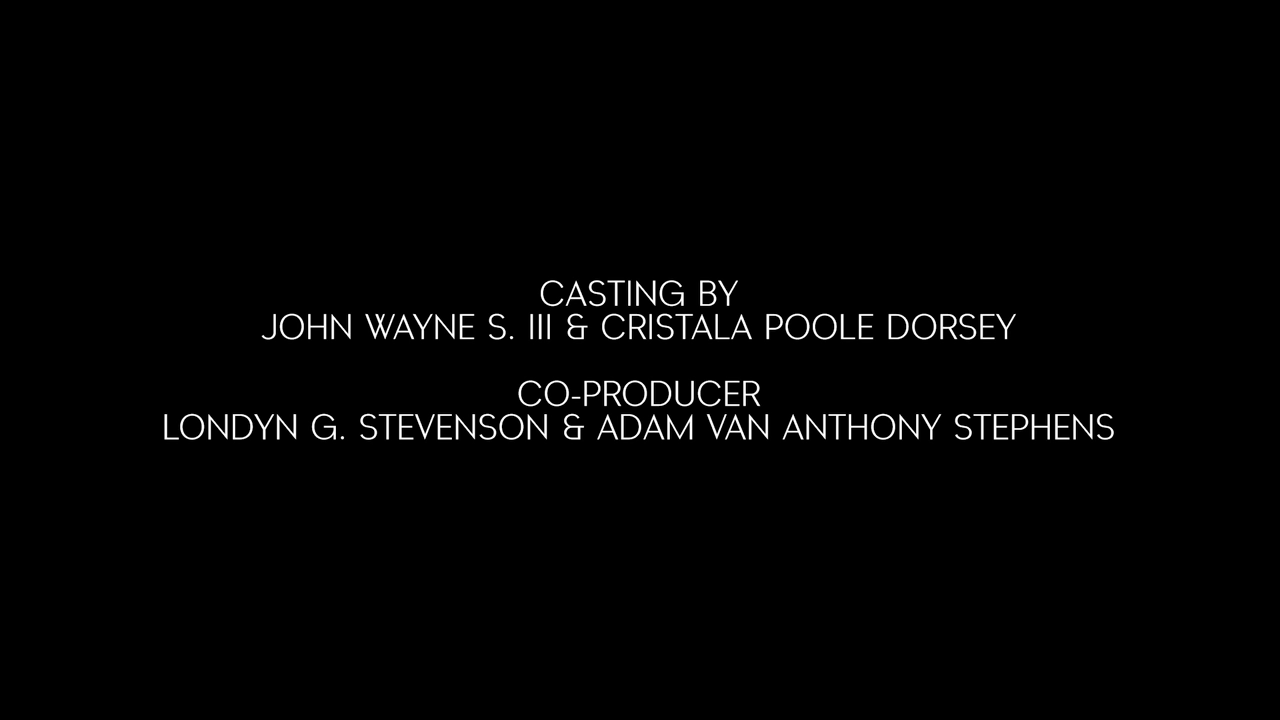 CASTING BY
JOHN WAYNE S. III & CRISTALA POOLE DORSEY
CO-PRODUCER
LONDYN G. STEVENSON & ADAM VAN ANTHONY STEPHENS